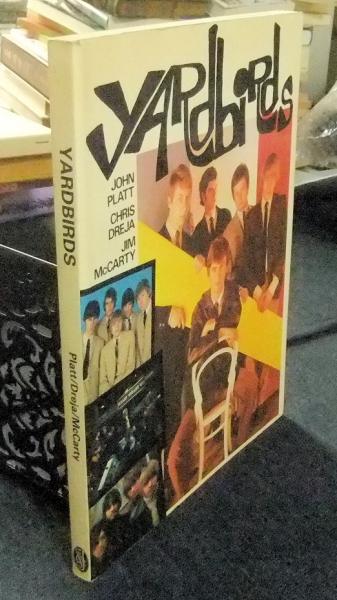 YARDBIRDS
Platt/Dreja/McCarty
YARDBIRDS
JOHN
PLATT
CHRIS
DREJA
JIM
McCARTY